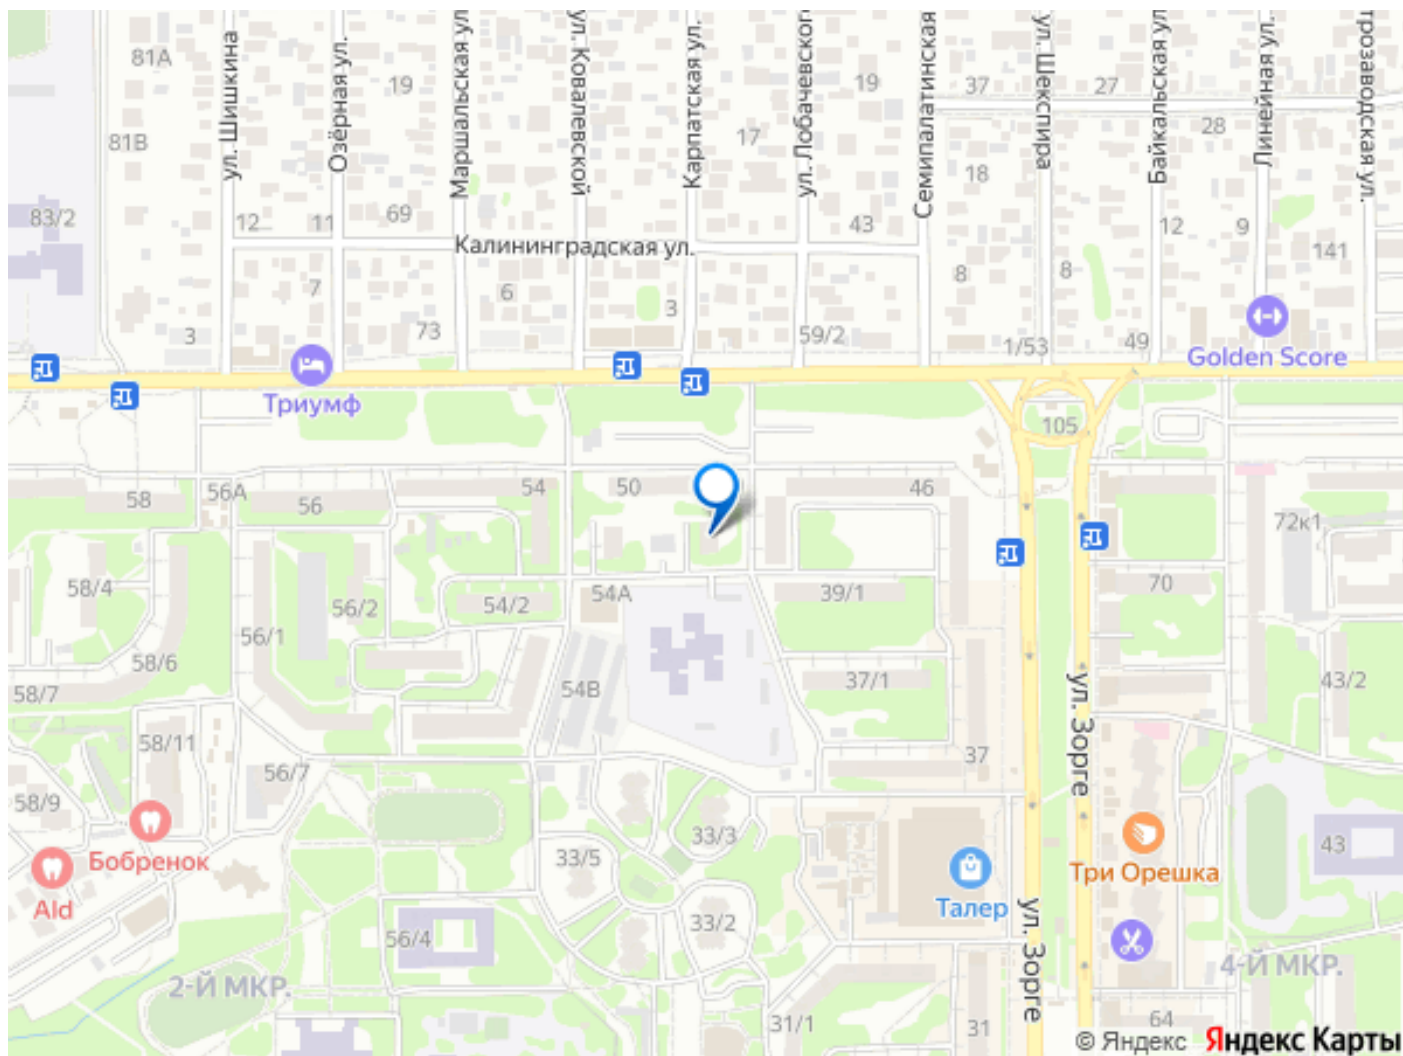 81А
81В
83/2
ул. Шишкина
Озёрная ул.
19
Маршальская ул
ул. Ковалевской
Карпатская ул.
17
ул. Лобачевского
19
Семипалатинская
37
ул. Шекспира
27
Байкальская ул
28
Линейная ул.
трозаводская ул.
18
12
11
69
43
12
9
141
Калининградская ул.
7
6
3
8
8
3
73
59/2
1/53
49
Golden Score
Триумф
105
58
56А
56
54
50
46
72к1
58/4
56/2
54/2
54А
39/1
70
56/1
58/6
58/7
54В
37/1
43/2
ул. Зорге
58/11
56/7
37
58/9
33/3
43
Бобренок
33/5
Три Орешка
Ald
Талер
33/2
56/4
ул. Зорге
2-Й МКР.
4-Й МКР.
31/1
31
64
© Яндекс Яндекс Карты